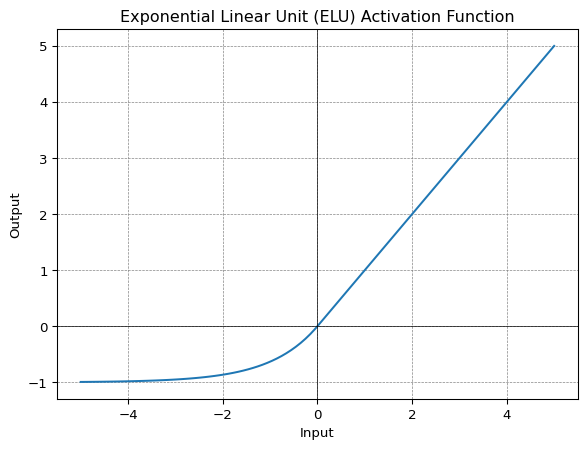 Exponential Linear Unit (ELU) Activation Function
5
4
3
2
1
0
−1
Output
−4 −2 0 2 4
Input